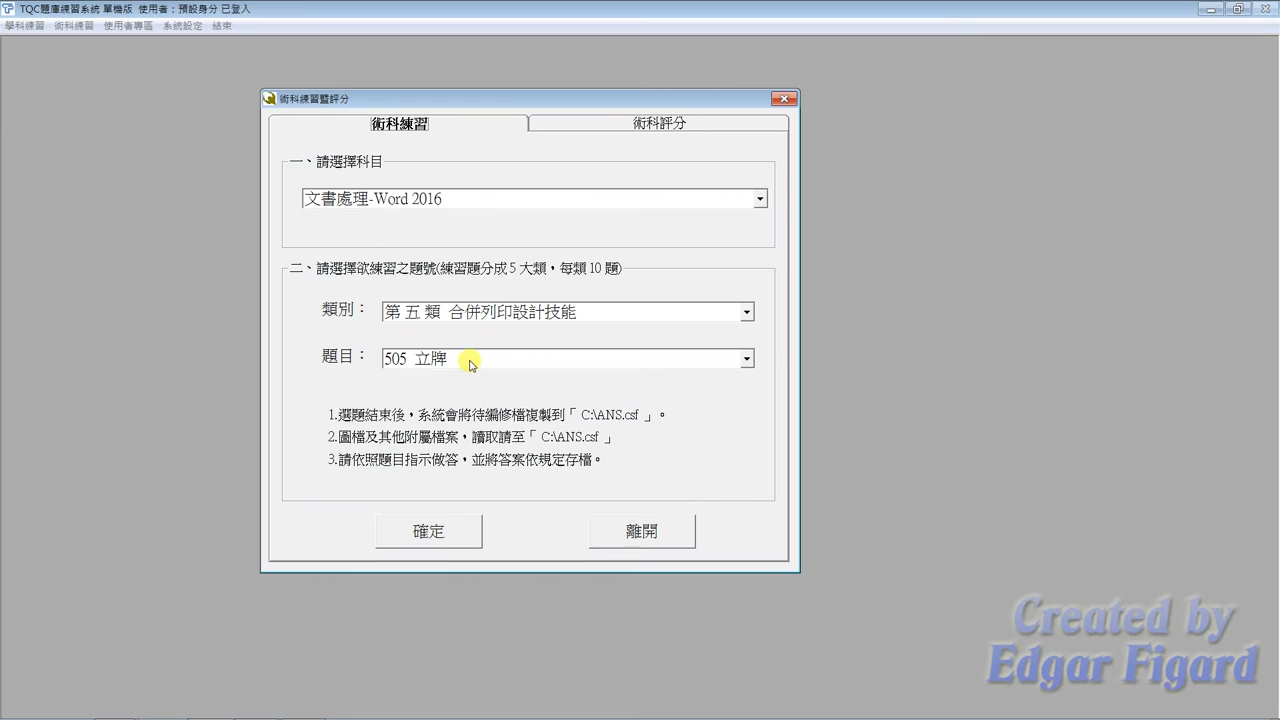 TQC題庫練習系統 單機版 使用者：預設身分 已登入
學科練習 術科練習 使用者專區 系統設定 結束
術科練習暨評分
術科練習 術科評分
一、請選擇科目
文書處理-Word 2016
二、請選擇欲練習之題號(練習題分成 5 大類，每類 10 題)
類別： 第 五 類 合併列印設計技能
題目： 505 立牌
1.選題結束後，系統會將待編修檔複製到「 C:\ANS.csf 」。
2.圖檔及其他附屬檔案，讀取請至「 C:\ANS.csf 」
3.請依照題目指示做答，並將答案依規定存檔。
確定 離開
Created by
Edgar Figard